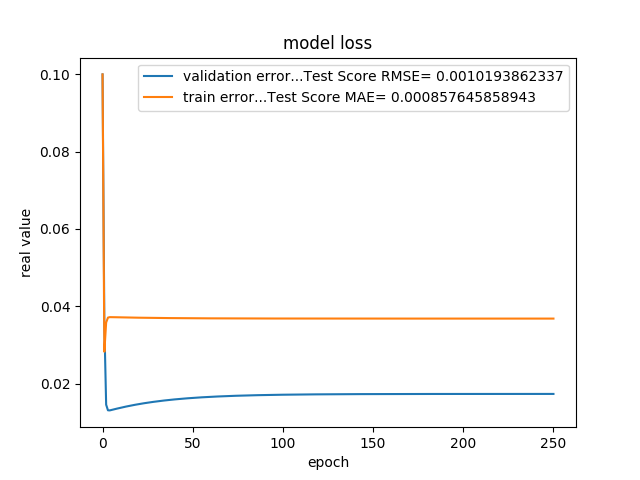 model loss
validation error...Test Score RMSE= 0.0010193862337
train error...Test Score MAE= 0.000857645858943
0.10
0.08
0.06
0.04
0.02
real value
0 50 100 150 200 250
epoch